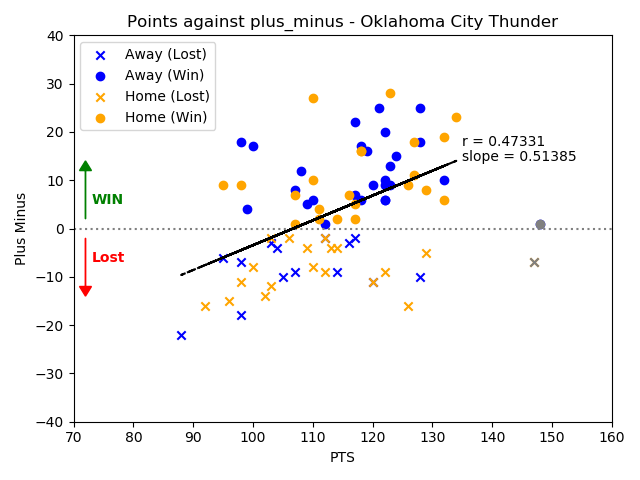 Points against plus_minus - Oklahoma City Thunder
Away (Lost)
Away (Win)
Home (Lost)
Home (Win)
r = 0.47331
slope = 0.51385
WIN
Lost
Plus Minus
40
30
20
10
0
−10
−20
−30
−40
70 80 90 100 110 120 130 140 150 160
PTS